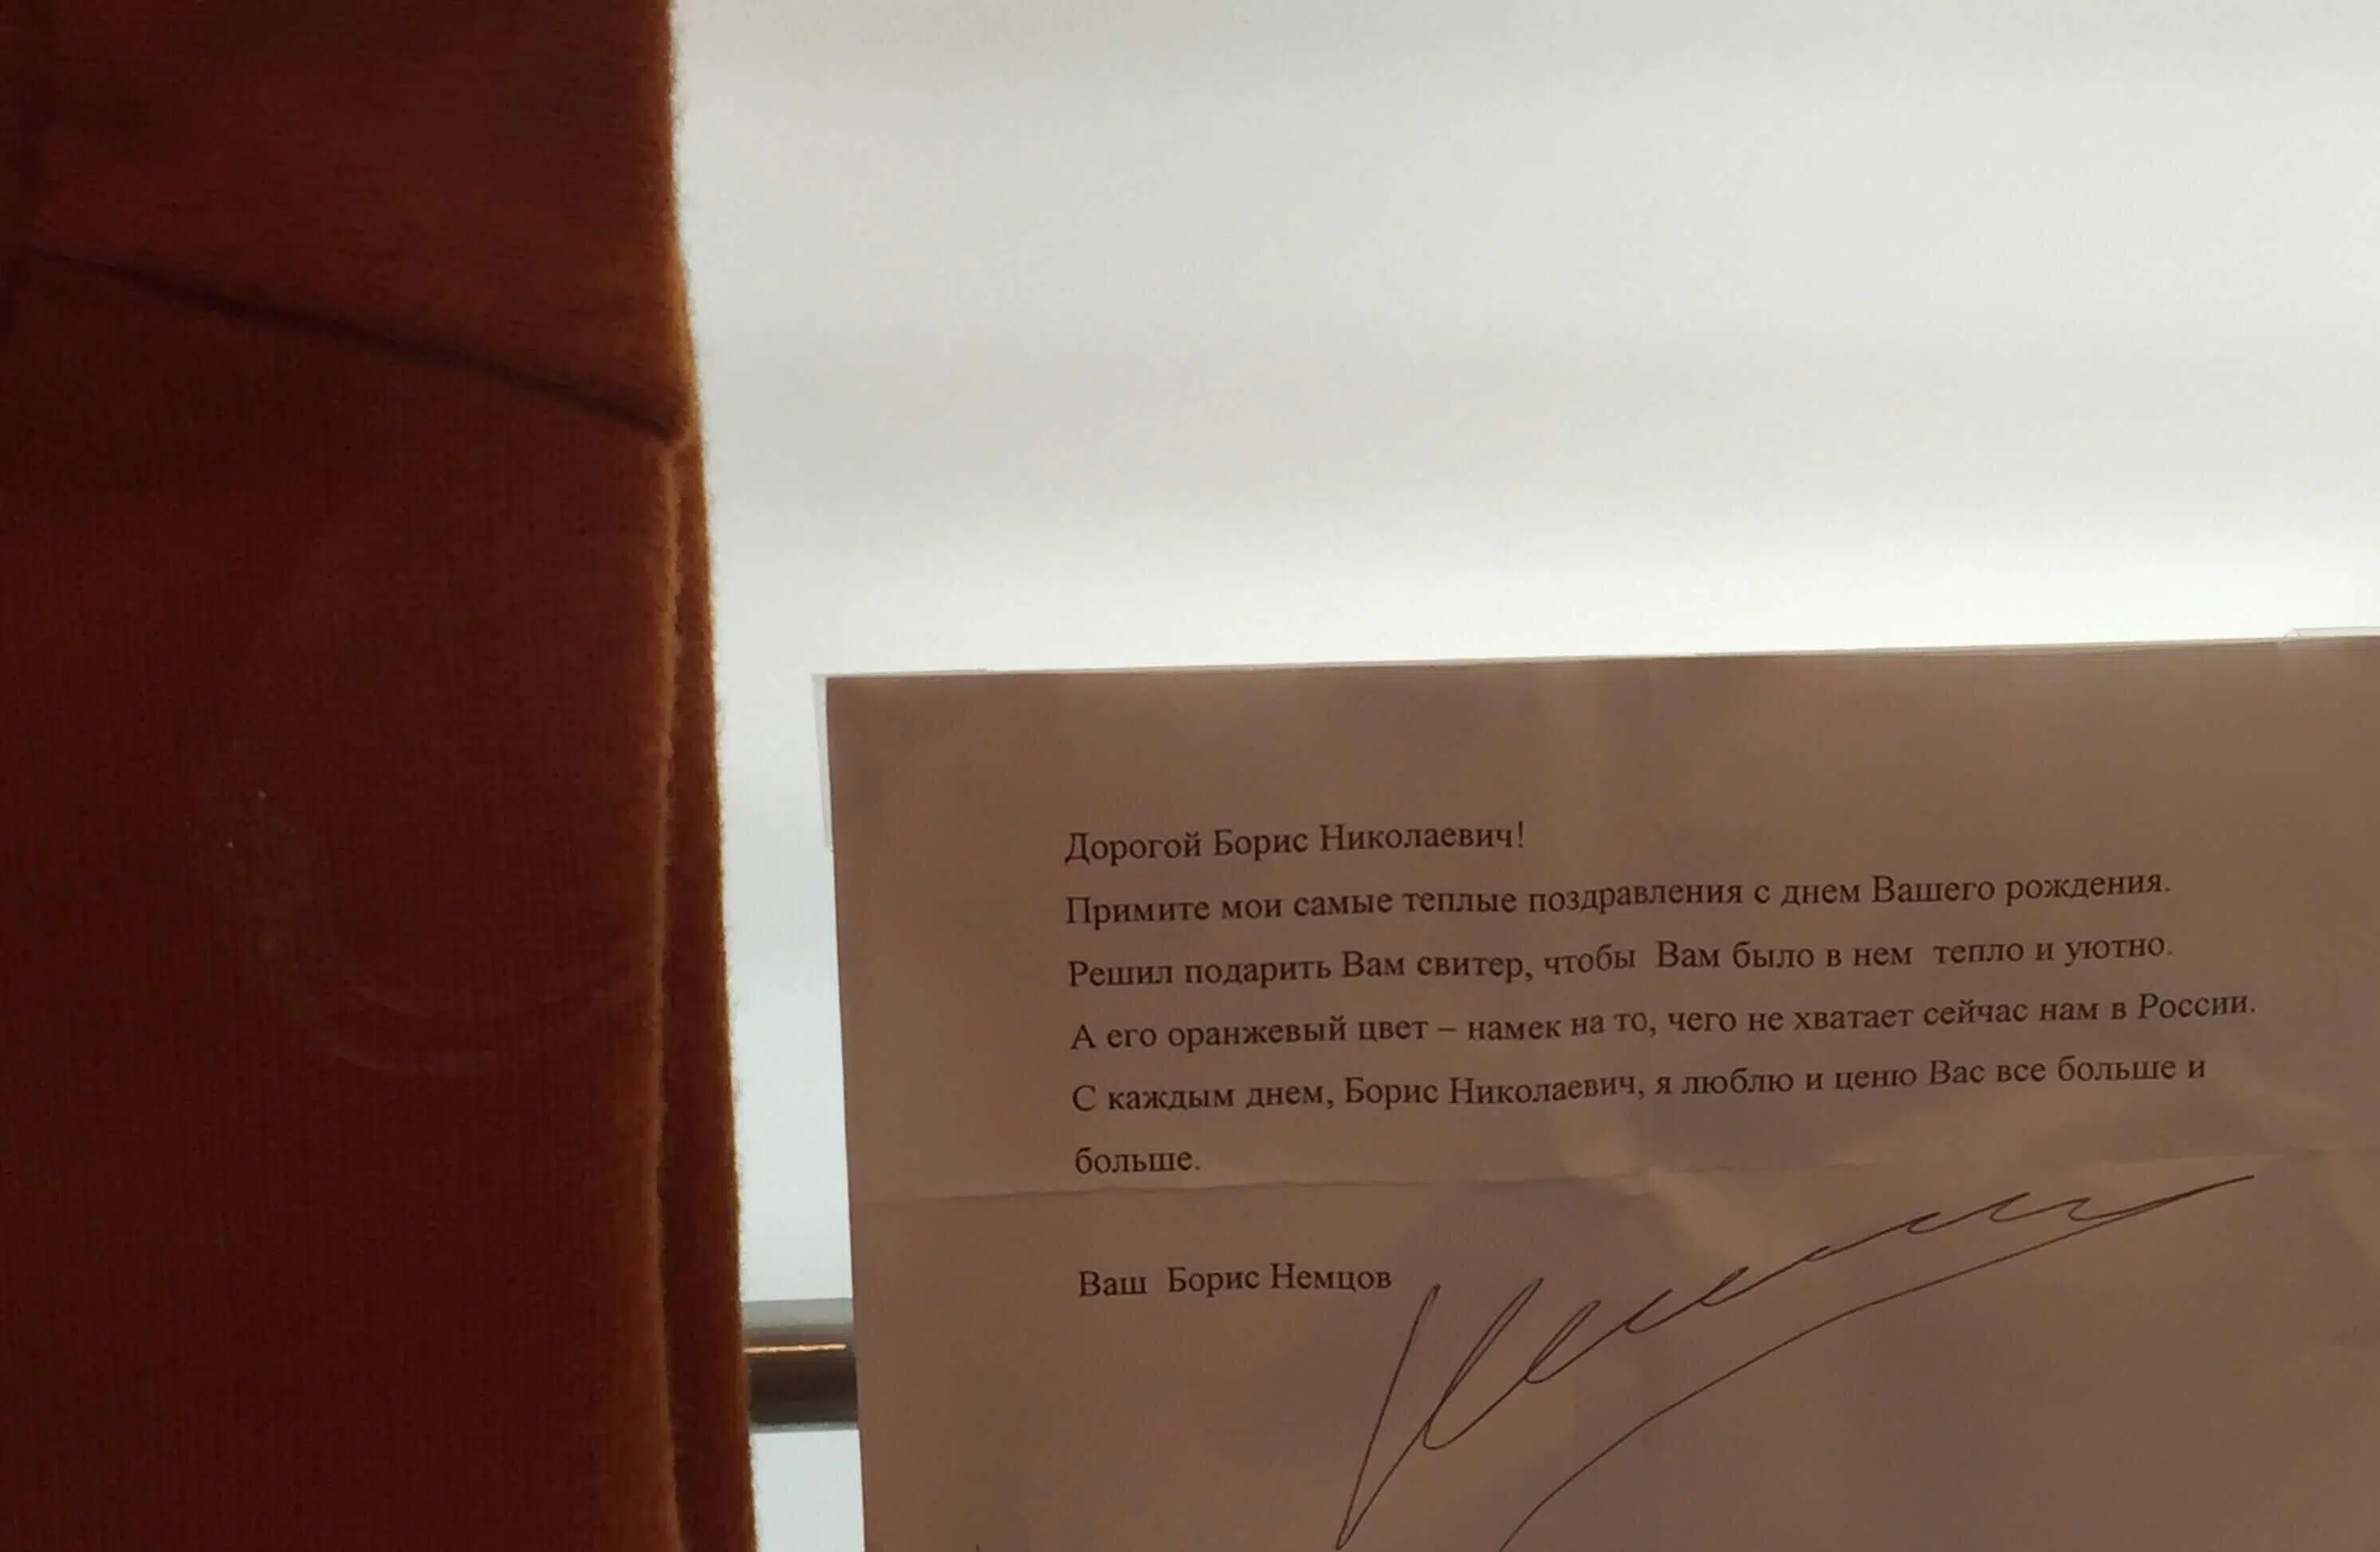 Дорогой Борис Николаевич!
Примите мои самые теплые поздравления с днем Вашего рождения.
Решил подарить Вам свитер, чтобы  Вам было в нем  тепло и уютно.
А его оранжевый цвет – намек на то, чего не хватает сейчас нам в России.
С каждым днем, Борис Николаевич, я люблю и ценю Вас все больше и
больше.
Ваш  Борис Немцов